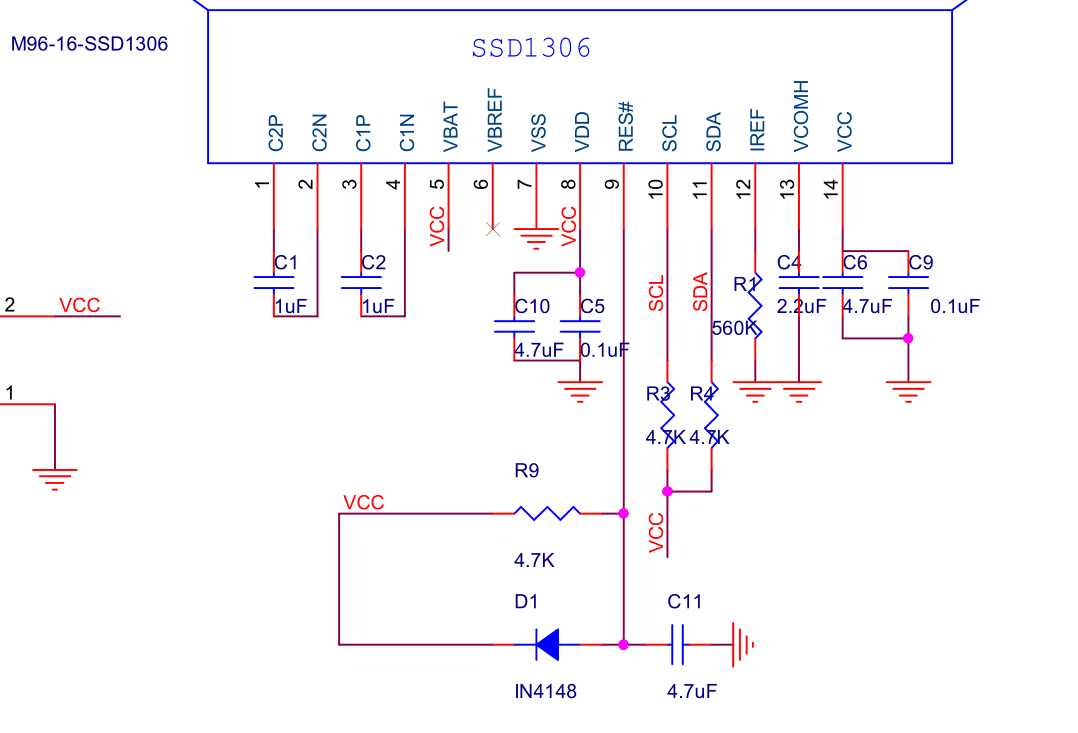 M96-16-SSD1306
SSD1306
C2P
C2N
C1P
C1N
VBAT
VBREF
VSS
VDD
RES#
SCL
SDA
IREF
VCOMH
VCC
1
2
3
4
5
6
7
8
9
10
11
12
13
14
VCC
VCC
C1
1uF
C2
1uF
2
VCC
C10
4.7uF
C5
0.1uF
SCL
SDA
R1
560K
C4
2.2uF
C6
4.7uF
C9
0.1uF
1
R3
4.7K
R4
4.7K
R9
4.7K
VCC
VCC
D1
IN4148
C11
4.7uF